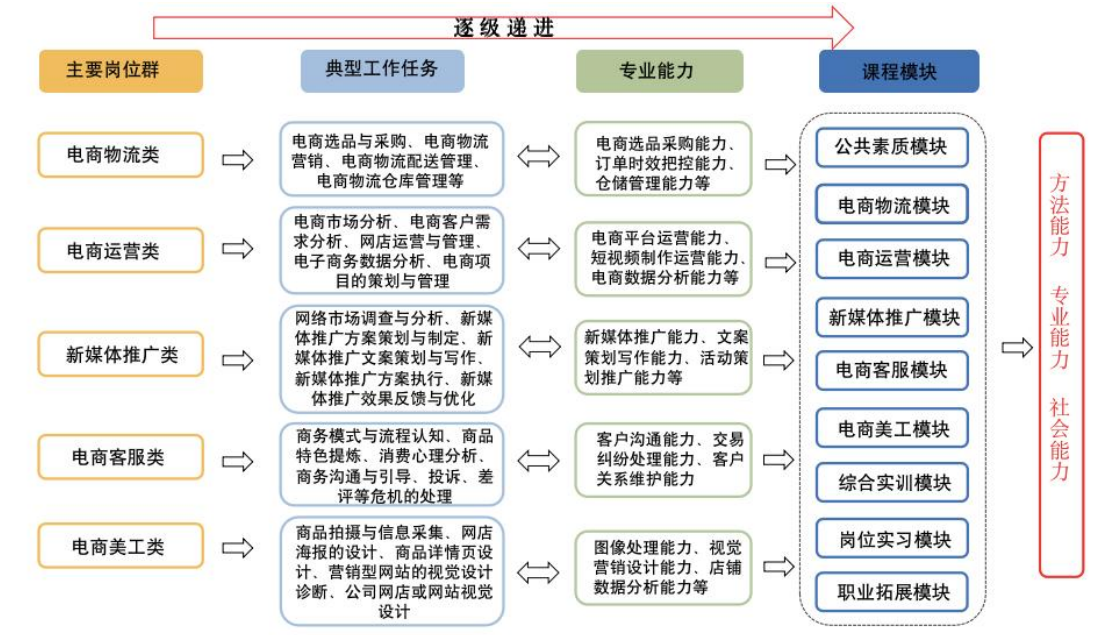 逐级递进
主要岗位群
典型工作任务
专业能力
课程模块
电商物流类
电商选品与采购、电商物流
营销、电商物流配送管理、
电商物流仓库管理等
电商选品采购能力、
订单时效把控能力、
仓储管理能力等
电商运营类
电商市场分析、电商客户需
求分析、网店运营与管理、
电子商务数据分析、电商项
目的策划与管理
电商平台运营能力、
短视频制作运营能力、
电商数据分析能力等
新媒体推广类
网络市场调查与分析、新媒
体推广方案策划与制定、新
媒体推广文案策划与写作、
新媒体推广方案执行、新媒
体推广效果反馈与优化
新媒体推广能力、文案
策划写作能力、活动策
划推广能力等
电商客服类
商务模式与流程认知、商品
特色提炼、消费心理分析、
商务沟通与引导、投诉、差
评等危机的处理
客户沟通能力、交易
纠纷处理能力、客户
关系维护能力
电商美工类
商品拍摄与信息采集、网店
海报的设计、商品详情页设
计、营销型网站的视觉设计
诊断、公司网店或网站视觉
设计
图像处理能力、视觉
营销设计能力、店铺
数据分析能力等
公共素质模块
电商物流模块
电商运营模块
新媒体推广模块
电商客服模块
电商美工模块
综合实训模块
岗位实习模块
职业拓展模块
方法能力 专业能力 社会能力